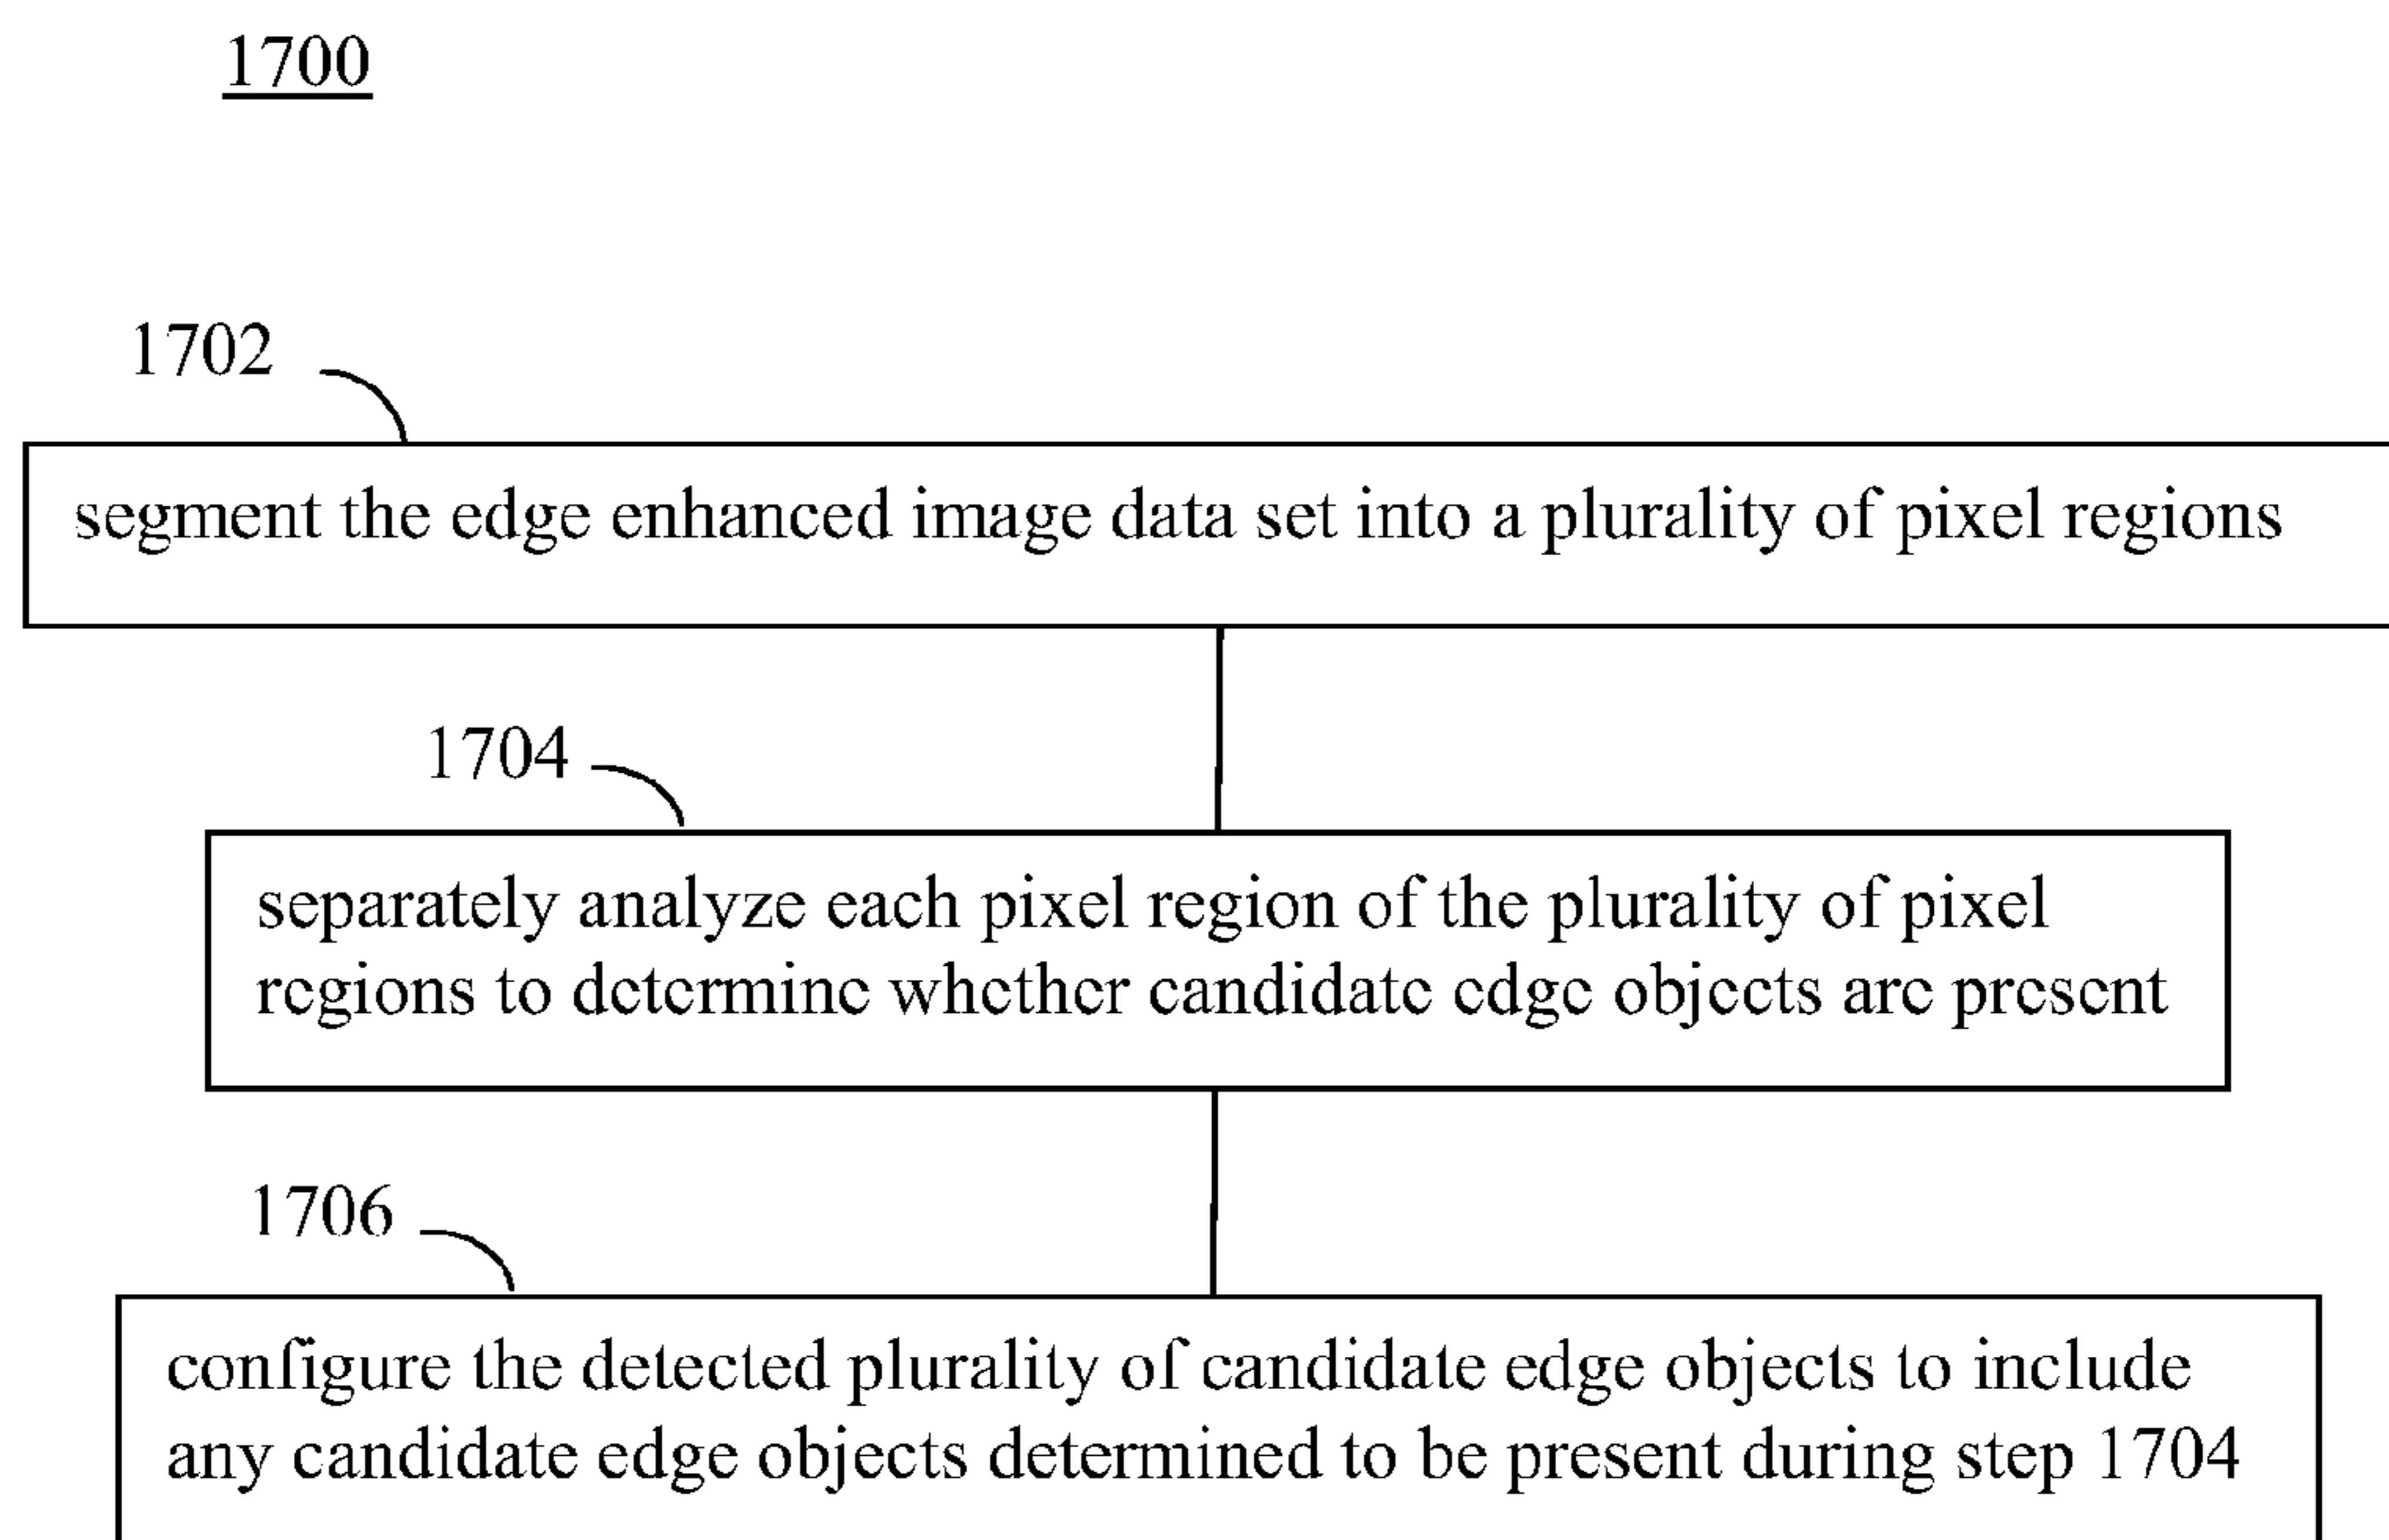 1700
1702
segment the edge enhanced image data set into a plurality of pixel regions
1704
separately analyze each pixel region of the plurality of pixel
regions to determine whether candidate edge objects are present
1706
configure the detected plurality of candidate edge objects to include
any candidate edge objects determined to be present during step 1704